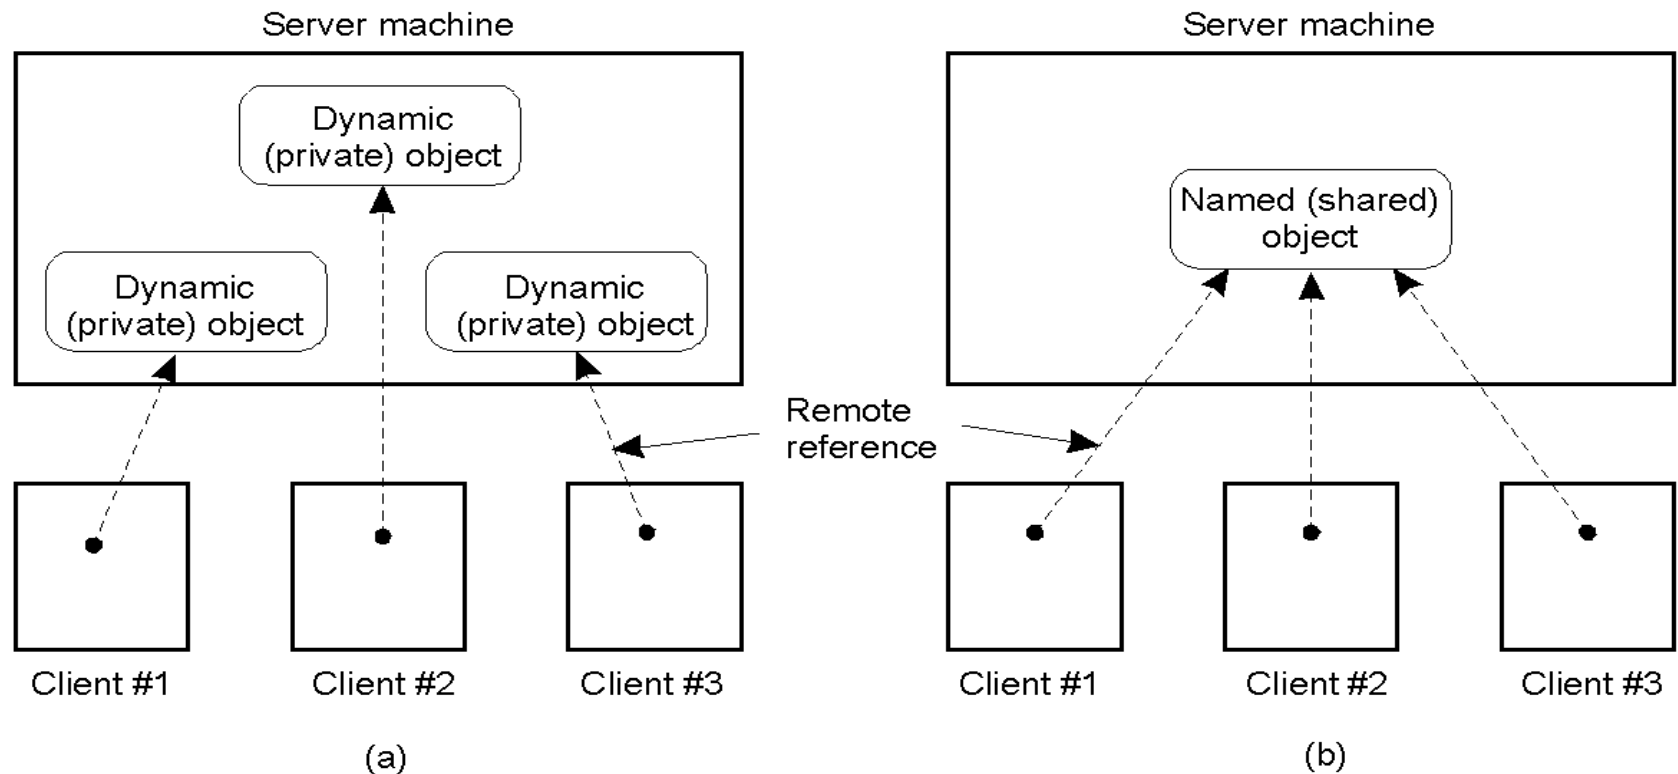 Server machine
Dynamic
(private) object
Dynamic
(private) object
Dynamic
(private) object
Client #1
Client #2
Client #3
(a)
Remote
reference
Server machine
Named (shared)
object
Client #1
Client #2
Client #3
(b)